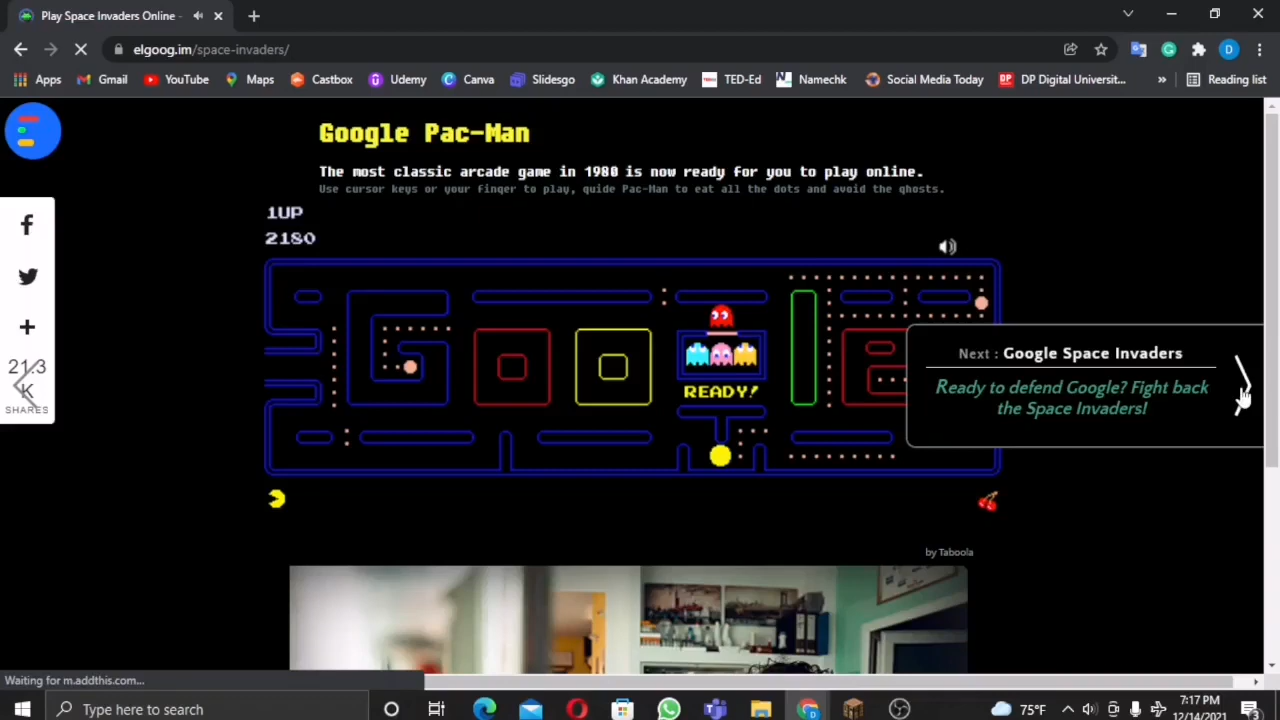 Play Space Invaders Online -
elgoog.im/space-invaders/
Apps Gmail YouTube Maps Castbox Udemy Canva Slidesgo Khan Academy TED-Ed Namechk Social Media Today DP Digital Universit... » Reading list
Google Pac-Man
The most classic arcade game in 1980 is now ready for you to play online.
Use cursor keys or your finger to play, guide Pac-Man to eat all the dots and avoid the ghosts.
1UP
2180
READY!
Next : Google Space Invaders
Ready to defend Google? Fight back
the Space Invaders!
21.3
K
SHARES
by Taboola
Waiting for m.addthis.com...
Type here to search
75°F
7:17 PM
12/14/2021
3